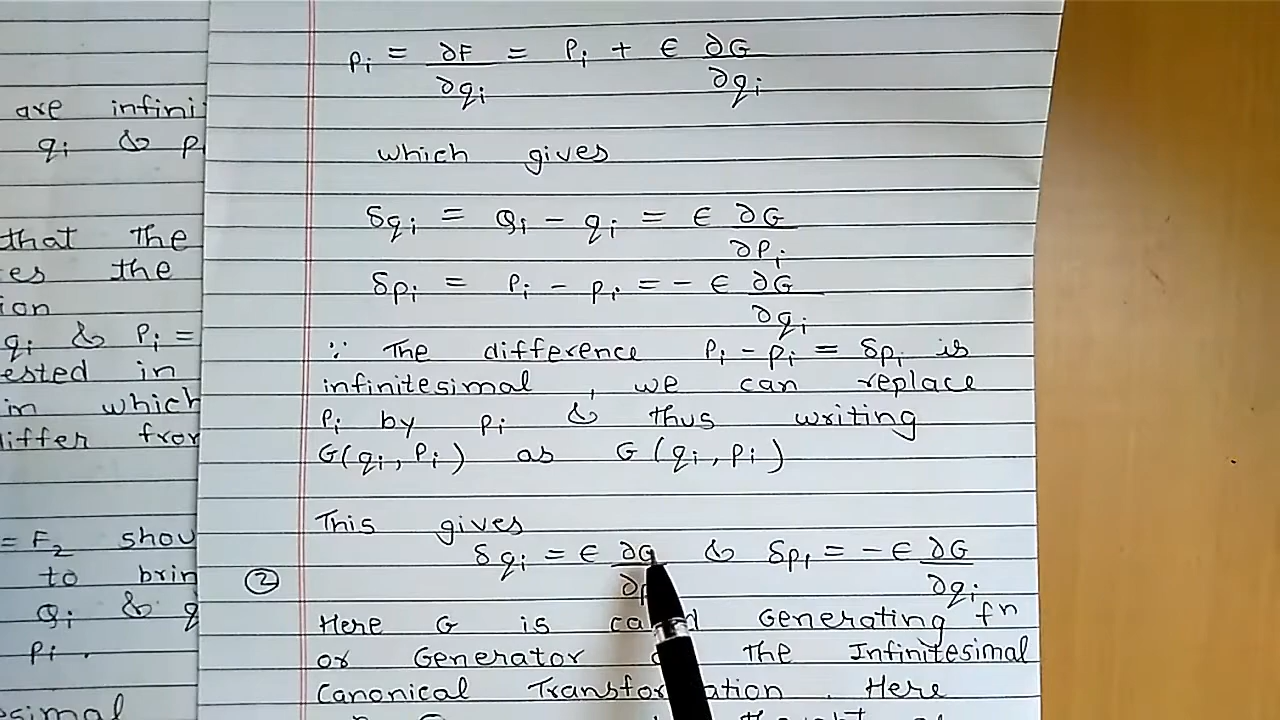 are infini
qi & p
that the
es the
ion
qi & Pi =
ested in
in which
differ from
= F2 shou
to brin
Qi & q
pi .
esimal
pi = ∂F/∂qi = Pi + ϵ ∂G/∂qi
which gives
δqi = Qi - qi = ϵ ∂G/∂Pi
δpi = Pi - pi = - ϵ ∂G/∂qi
∵ The difference Pi - pi = δpi is
infinitesimal , we can replace
Pi by pi & thus writing
G(qi, Pi) as G(qi, pi)
This gives
② δqi = ϵ ∂G/∂p & δpi = - ϵ ∂G/∂qi
Here G is called Generating fn
or Generator the Infinitesimal
Canonical Transformation . Here